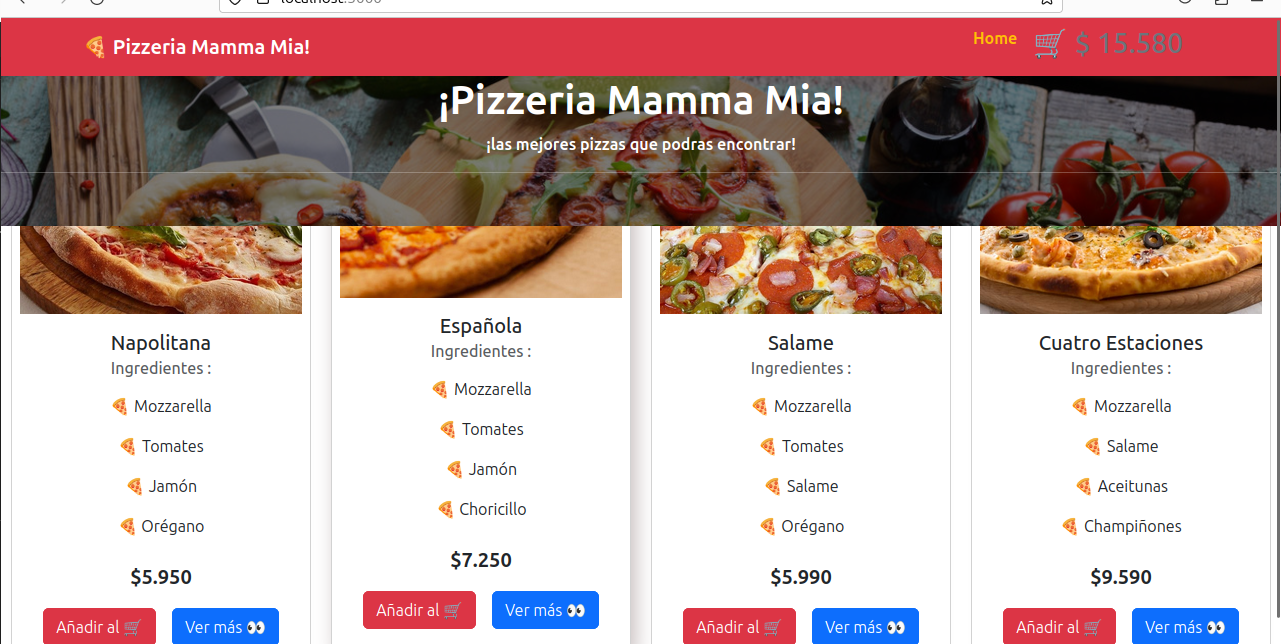 🍕 Pizzeria Mamma Mia!
Home 🛒 $ 15.580
¡Pizzeria Mamma Mia!
¡las mejores pizzas que podras encontrar!
Napolitana
Ingredientes :
🍕 Mozzarella
🍕 Tomates
🍕 Jamón
🍕 Orégano
$5.950
Añadir al 🛒 Ver más 👀
Española
Ingredientes :
🍕 Mozzarella
🍕 Tomates
🍕 Jamón
🍕 Choricillo
$7.250
Añadir al 🛒 Ver más 👀
Salame
Ingredientes :
🍕 Mozzarella
🍕 Tomates
🍕 Salame
🍕 Orégano
$5.990
Añadir al 🛒 Ver más 👀
Cuatro Estaciones
Ingredientes :
🍕 Mozzarella
🍕 Salame
🍕 Aceitunas
🍕 Champiñones
$9.590
Añadir al 🛒 Ver más 👀